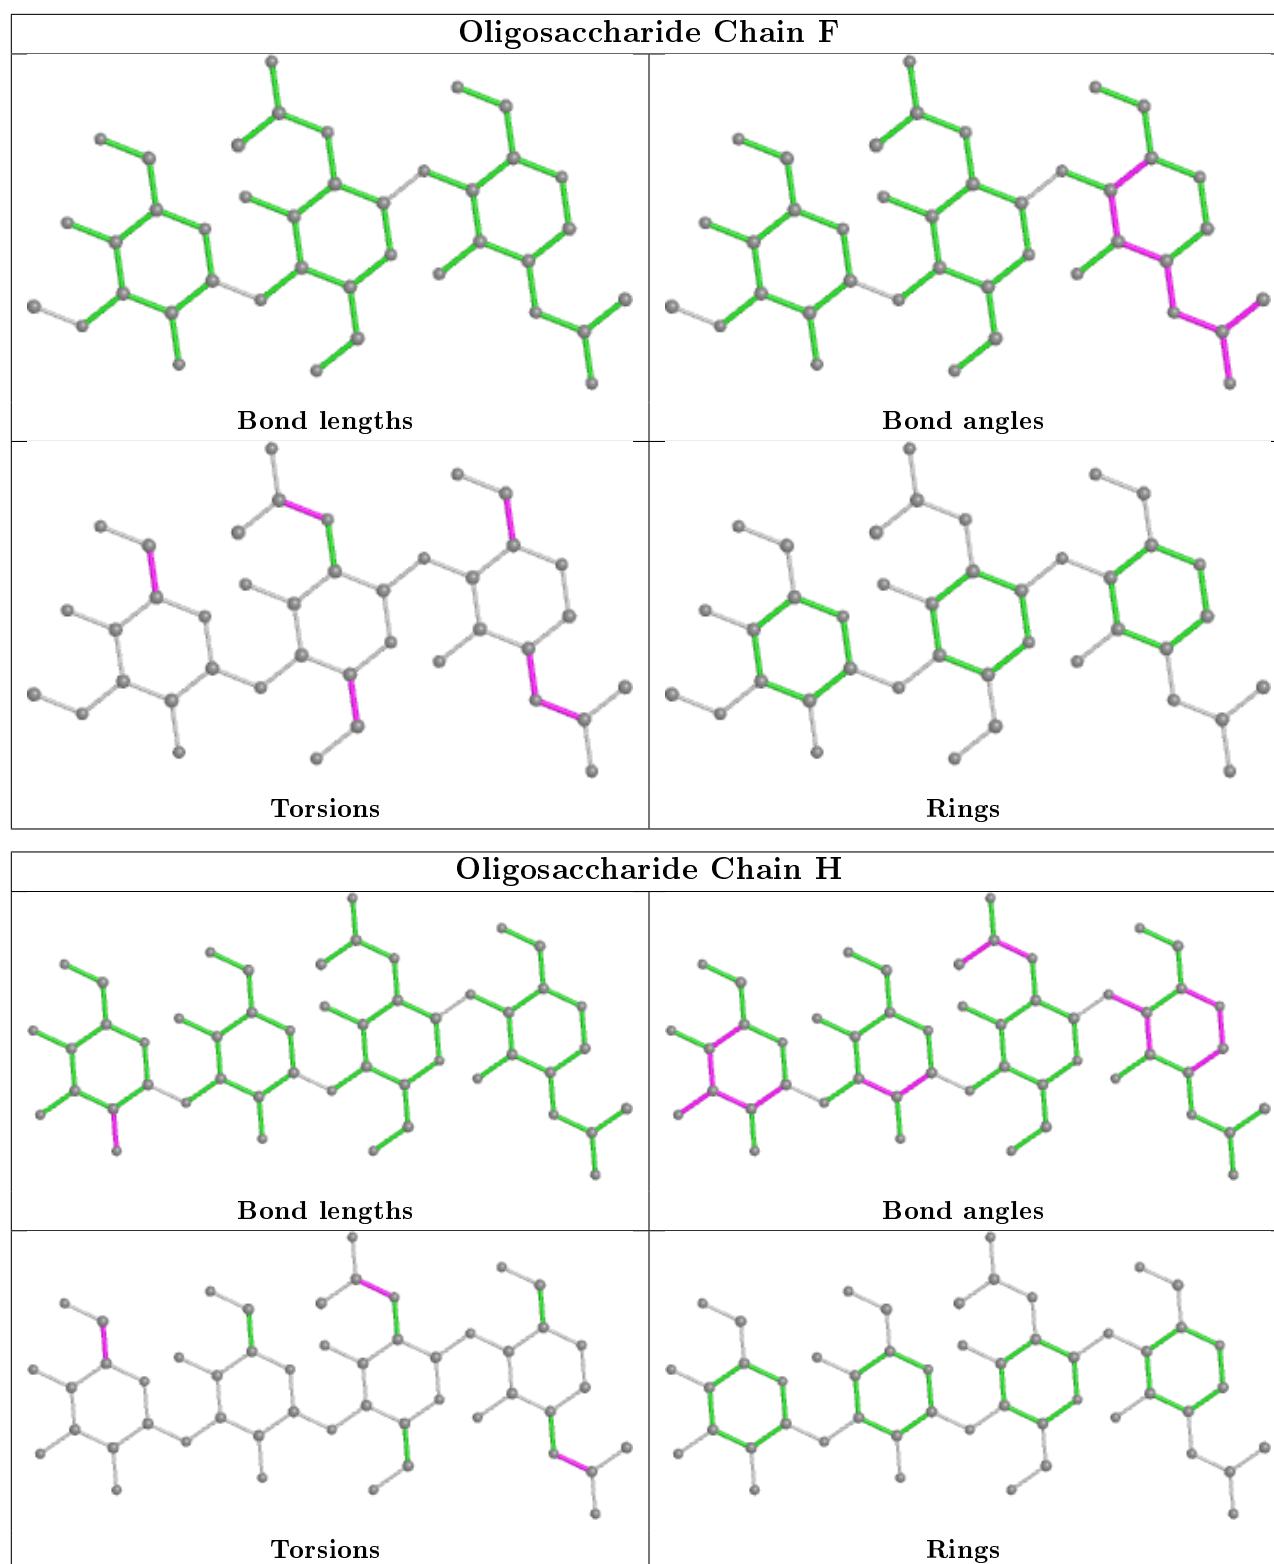 Oligosaccharide Chain F
Bond lengths
Bond angles
Torsions
Rings
Oligosaccharide Chain H
Bond lengths
Bond angles
Torsions
Rings